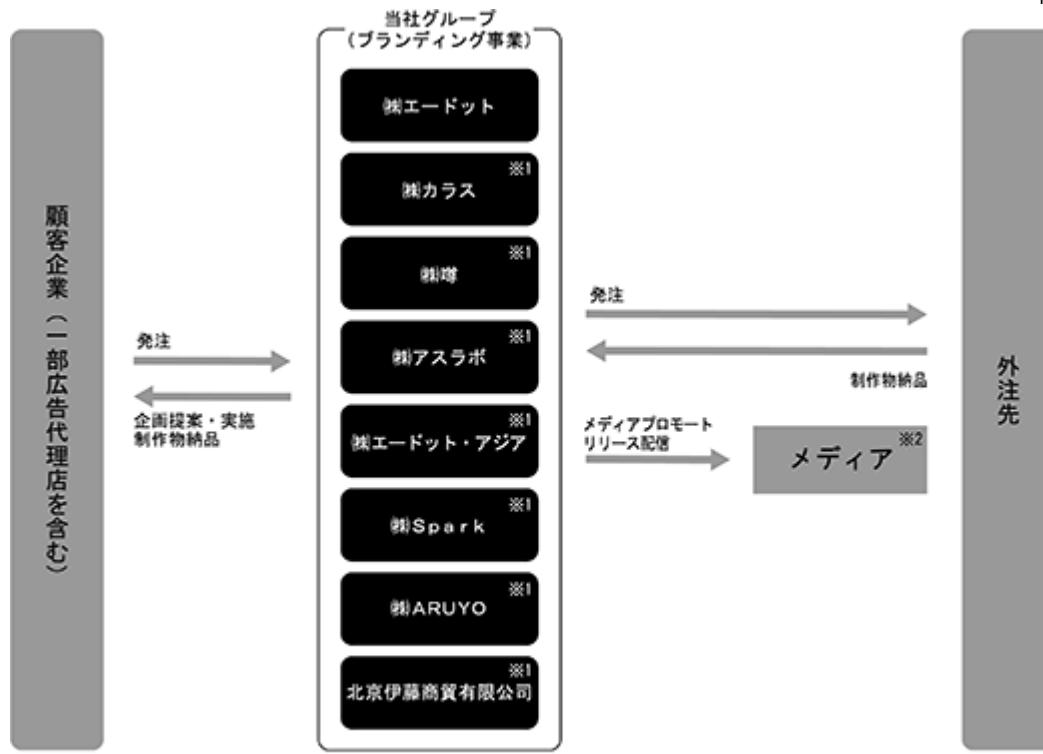 当社グループ
（ブランディング事業）
顧客企業（一部広告代理店を含む）
発注
企画提案・実施
制作物納品
㈱エードット
※1
㈱カラス
※1
㈱噂
※1
㈱アスラボ
※1
㈱エードット・アジア
※1
㈱Spark
※1
㈱ARUYO
※1
北京伊藤商貿有限公司
発注
制作物納品
メディアプロモート
リリース配信
メディア
※2
外注先